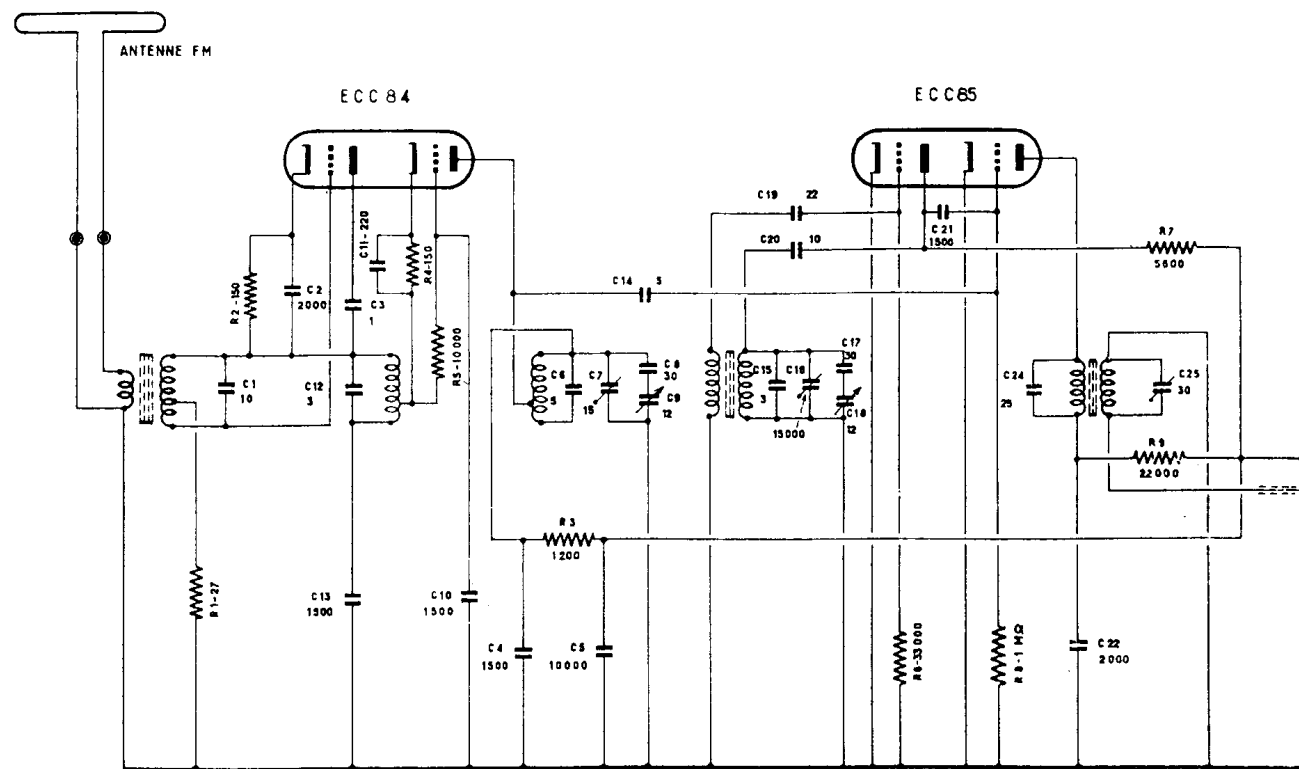 ANTENNE FM
ECC84
ECC85
C19 22
C11-220
C20 10
C21
1500
R7
5600
R4-150
C14 5
R2-150
C2
2000
C3
1
R5-10000
C17
30
C8
30
C6
5
C7
15
C9
12
C15
3
C16
15000
C18
12
C1
10
C12
3
C24
25
C25
30
R9
22000
R3
1200
R1-27
C13
1500
C10
1500
C4
1500
C5
10000
R6-33000
R8-1MΩ
C22
2000